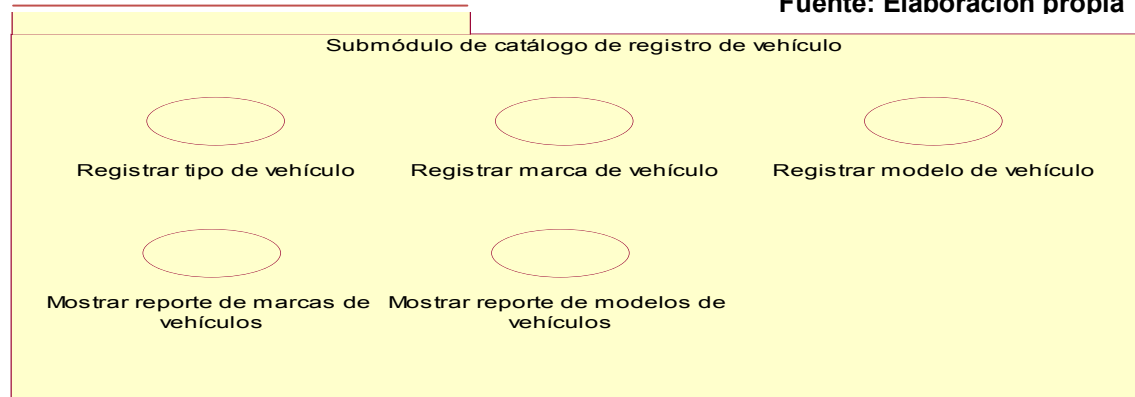 Fuente: Elaboración propia
Submódulo de catálogo de registro de vehículo
Registrar tipo de vehículo
Registrar marca de vehículo
Registrar modelo de vehículo
Mostrar reporte de marcas de
vehículos
Mostrar reporte de modelos de
vehículos